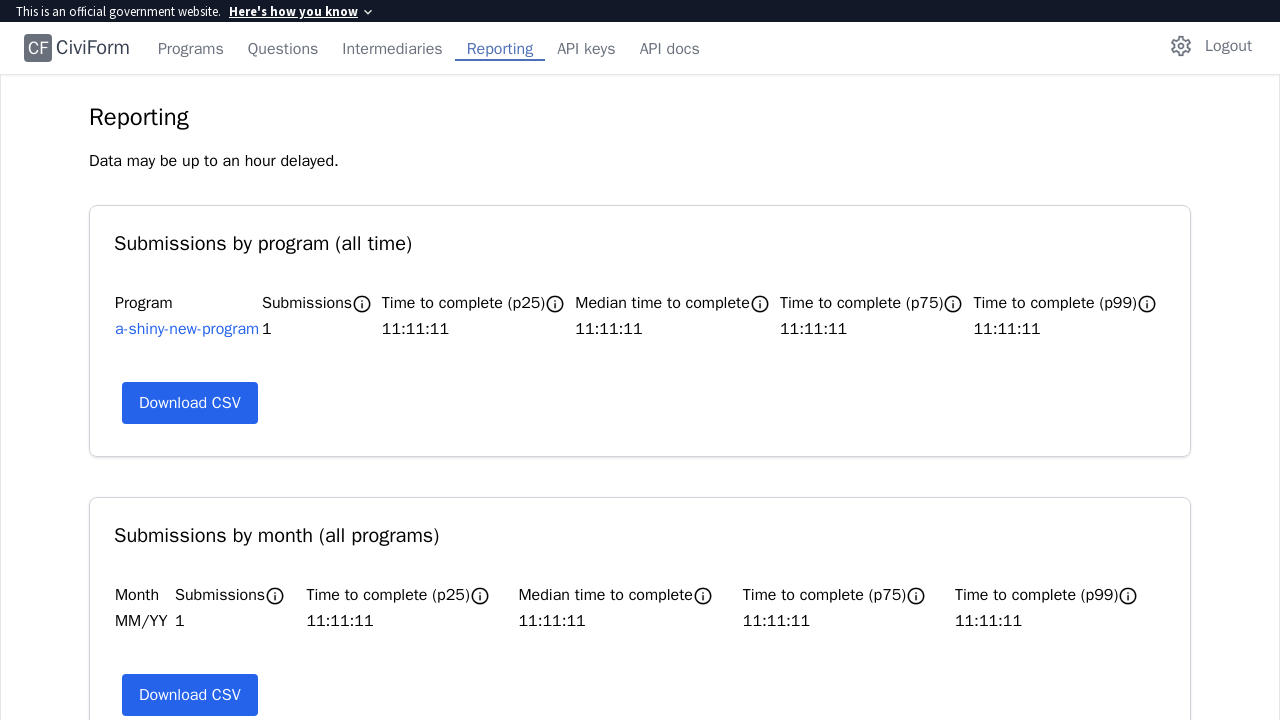 This is an official government website. Here's how you know
CF CiviForm Programs Questions Intermediaries Reporting API keys API docs Logout
Reporting
Data may be up to an hour delayed.
Submissions by program (all time)
Program Submissions Time to complete (p25) Median time to complete Time to complete (p75) Time to complete (p99)
a-shiny-new-program 1 11:11:11 11:11:11 11:11:11 11:11:11
Download CSV
Submissions by month (all programs)
Month Submissions Time to complete (p25) Median time to complete Time to complete (p75) Time to complete (p99)
MM/YY 1 11:11:11 11:11:11 11:11:11 11:11:11
Download CSV